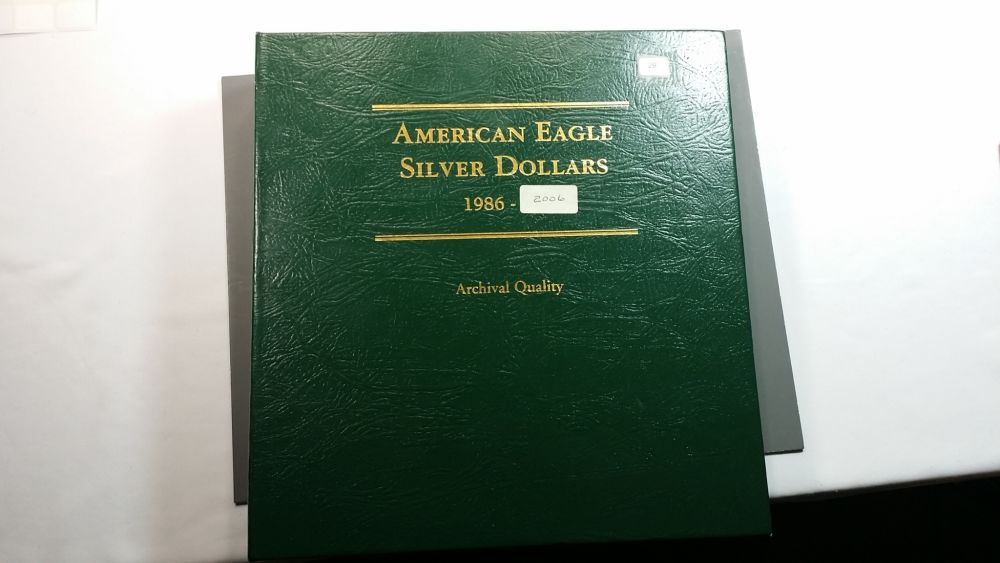 AMERICAN EAGLE
SILVER DOLLARS
1986 - 2006
Archival Quality